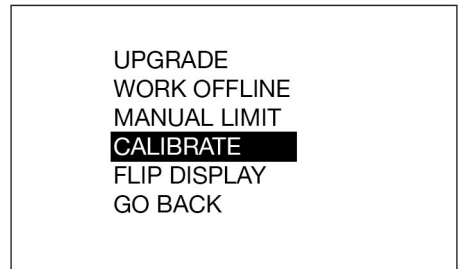 UPGRADE
WORK OFFLINE
MANUAL LIMIT
CALIBRATE
FLIP DISPLAY
GO BACK